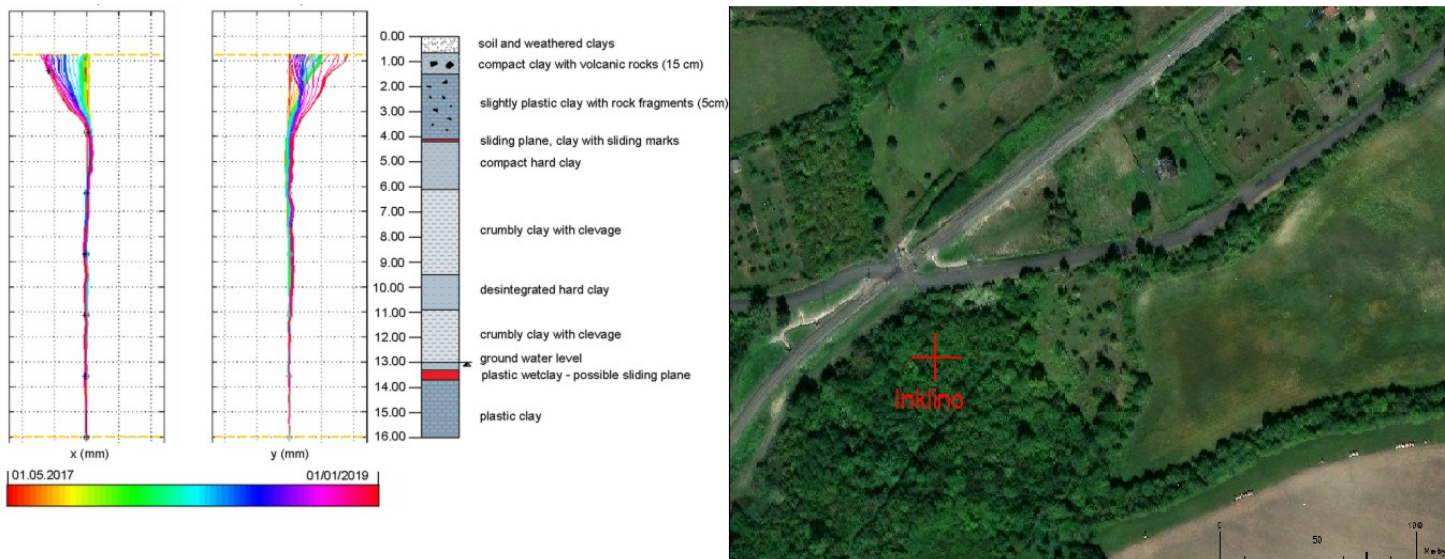 0.00
soil and weathered clays
1.00
compact clay with volcanic rocks (15 cm)
2.00
3.00
slightly plastic clay with rock fragments (5cm)
4.00
sliding plane, clay with sliding marks
5.00
compact hard clay
6.00
7.00
8.00
crumbly clay with clevage
9.00
10.00
desintegrated hard clay
11.00
12.00
crumbly clay with clevage
13.00
ground water level
plastic wetclay - possible sliding plane
14.00
15.00
plastic clay
16.00
x (mm)
y (mm)
01.05.2017
01/01/2019
Inklino
0
50
100